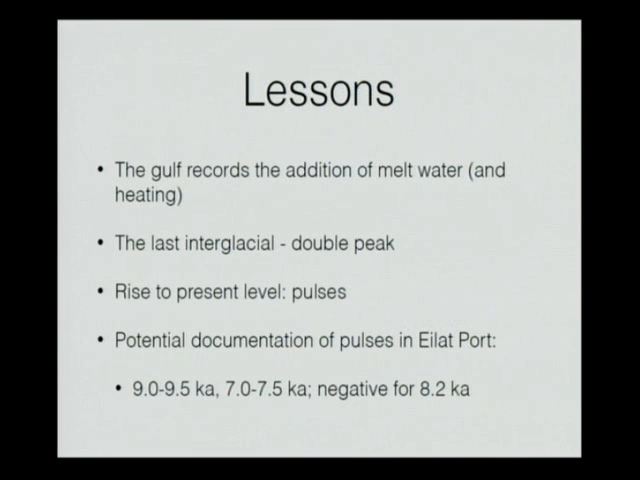 Lessons
• The gulf records the addition of melt water (and
heating)
• The last interglacial - double peak
• Rise to present level: pulses
• Potential documentation of pulses in Eilat Port:
• 9.0-9.5 ka, 7.0-7.5 ka; negative for 8.2 ka